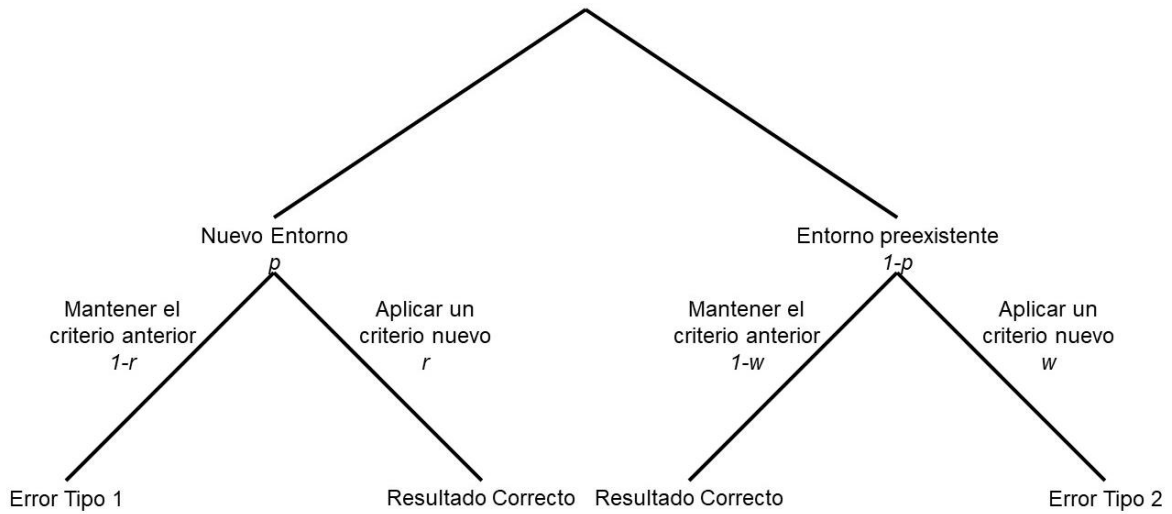 Nuevo Entorno
p
Entorno preexistente
1-p
Mantener el
criterio anterior
1-r
Aplicar un
criterio nuevo
r
Mantener el
criterio anterior
1-w
Aplicar un
criterio nuevo
w
Error Tipo 1
Resultado Correcto
Resultado Correcto
Error Tipo 2